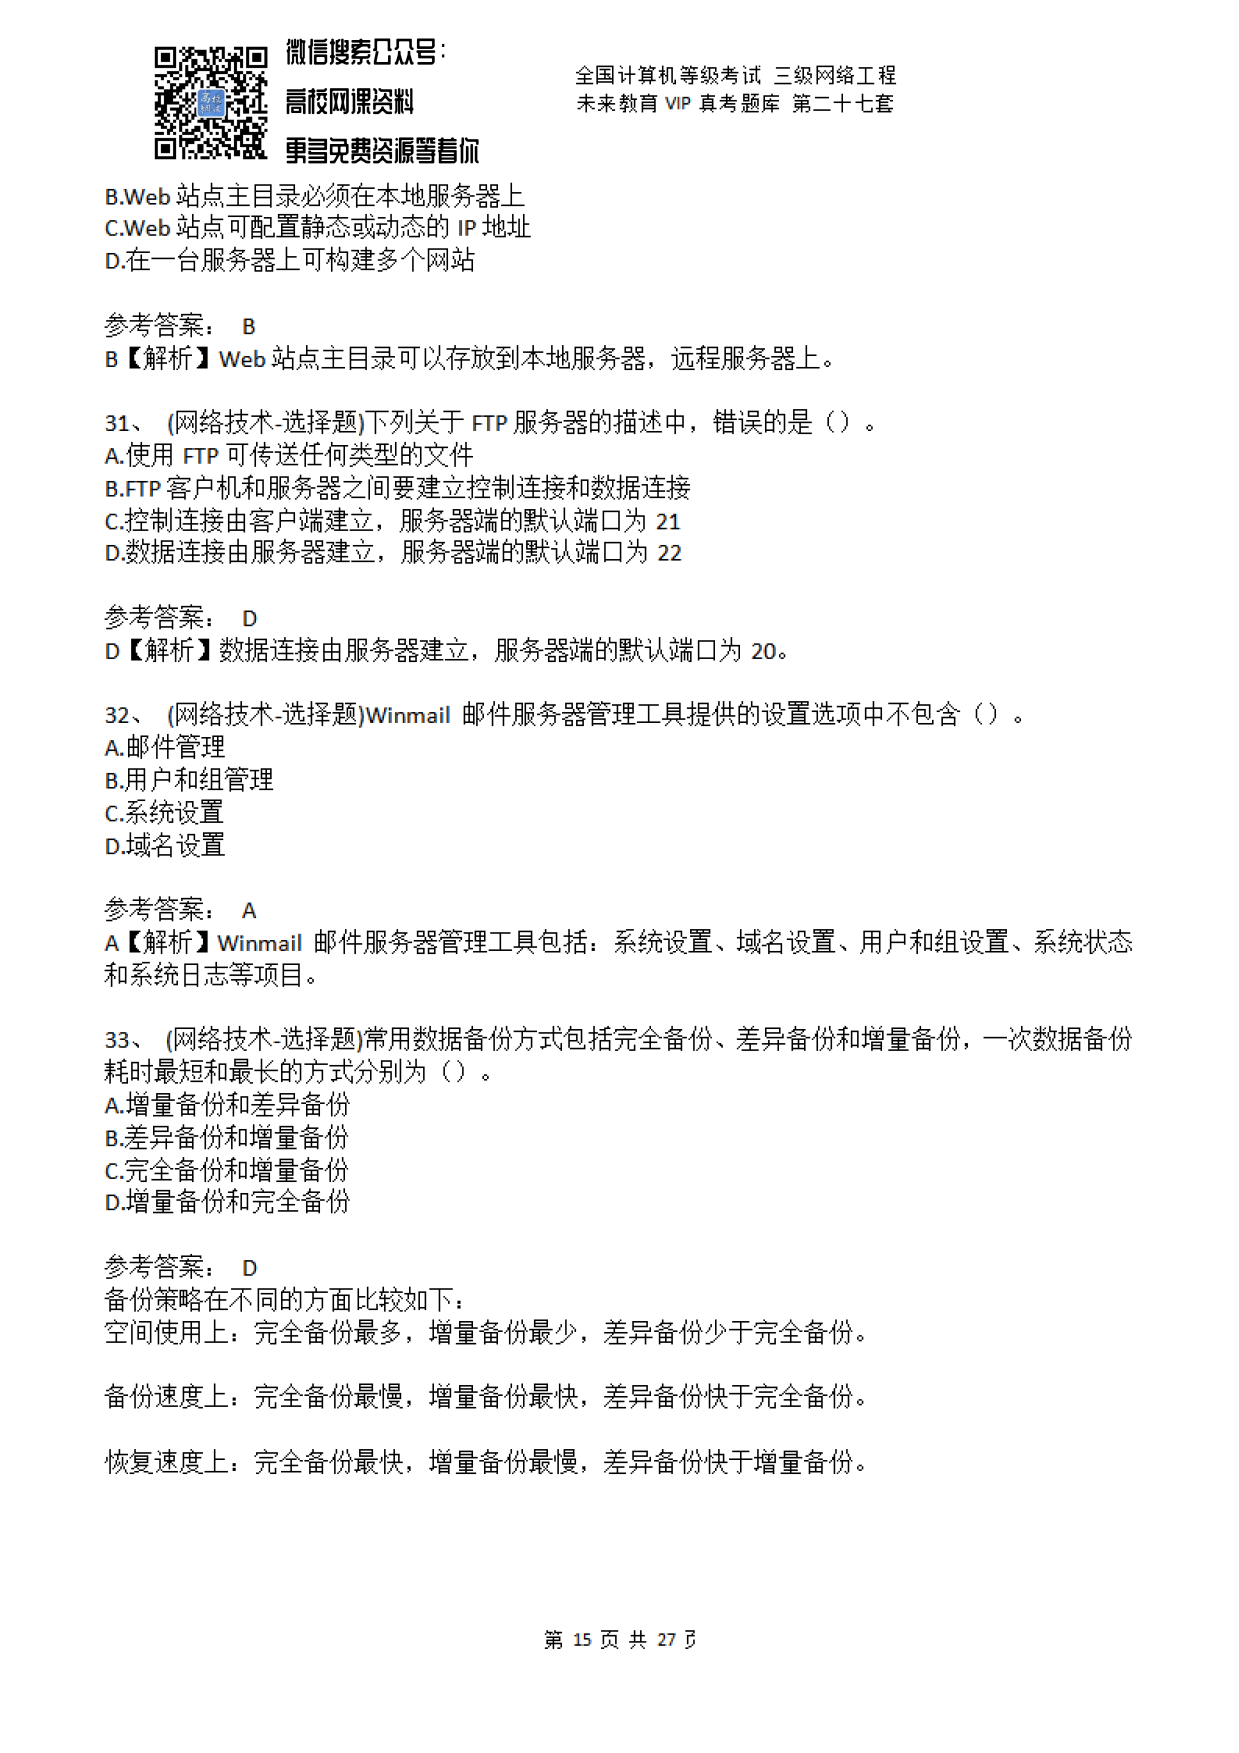 微信搜索公众号：
高校网课资料
更多免费资源等着你
全国计算机等级考试 三级网络工程
未来教育 VIP 真考题库 第二十七套
B.Web 站点主目录必须在本地服务器上
C.Web 站点可配置静态或动态的 IP 地址
D.在一台服务器上可构建多个网站
参考答案： B
B【解析】Web 站点主目录可以存放到本地服务器，远程服务器上。
31、 (网络技术-选择题)下列关于 FTP 服务器的描述中，错误的是（）。
A.使用 FTP 可传送任何类型的文件
B.FTP 客户机和服务器之间要建立控制连接和数据连接
C.控制连接由客户端建立，服务器端的默认端口为 21
D.数据连接由服务器建立，服务器端的默认端口为 22
参考答案： D
D【解析】数据连接由服务器建立，服务器端的默认端口为 20。
32、 (网络技术-选择题)Winmail 邮件服务器管理工具提供的设置选项中不包含（）。
A.邮件管理
B.用户和组管理
C.系统设置
D.域名设置
参考答案： A
A【解析】Winmail 邮件服务器管理工具包括：系统设置、域名设置、用户和组设置、系统状态
和系统日志等项目。
33、 (网络技术-选择题)常用数据备份方式包括完全备份、差异备份和增量备份，一次数据备份
耗时最短和最长的方式分别为（）。
A.增量备份和差异备份
B.差异备份和增量备份
C.完全备份和增量备份
D.增量备份和完全备份
参考答案： D
备份策略在不同的方面比较如下：
空间使用上：完全备份最多，增量备份最少，差异备份少于完全备份。
备份速度上：完全备份最慢，增量备份最快，差异备份快于完全备份。
恢复速度上：完全备份最快，增量备份最慢，差异备份快于增量备份。
第 15 页 共 27 页